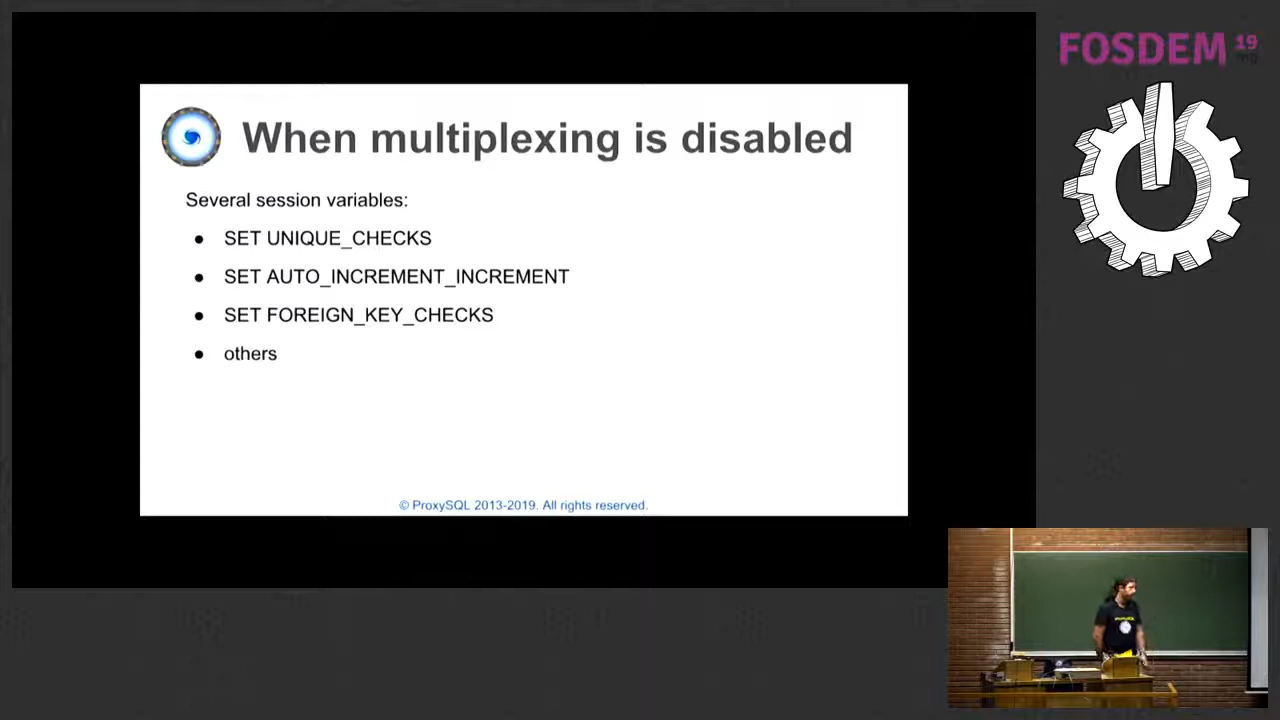 FOSDEM 19
.org
When multiplexing is disabled
Several session variables:
● SET UNIQUE_CHECKS
● SET AUTO_INCREMENT_INCREMENT
● SET FOREIGN_KEY_CHECKS
● others
© ProxySQL 2013-2019. All rights reserved.